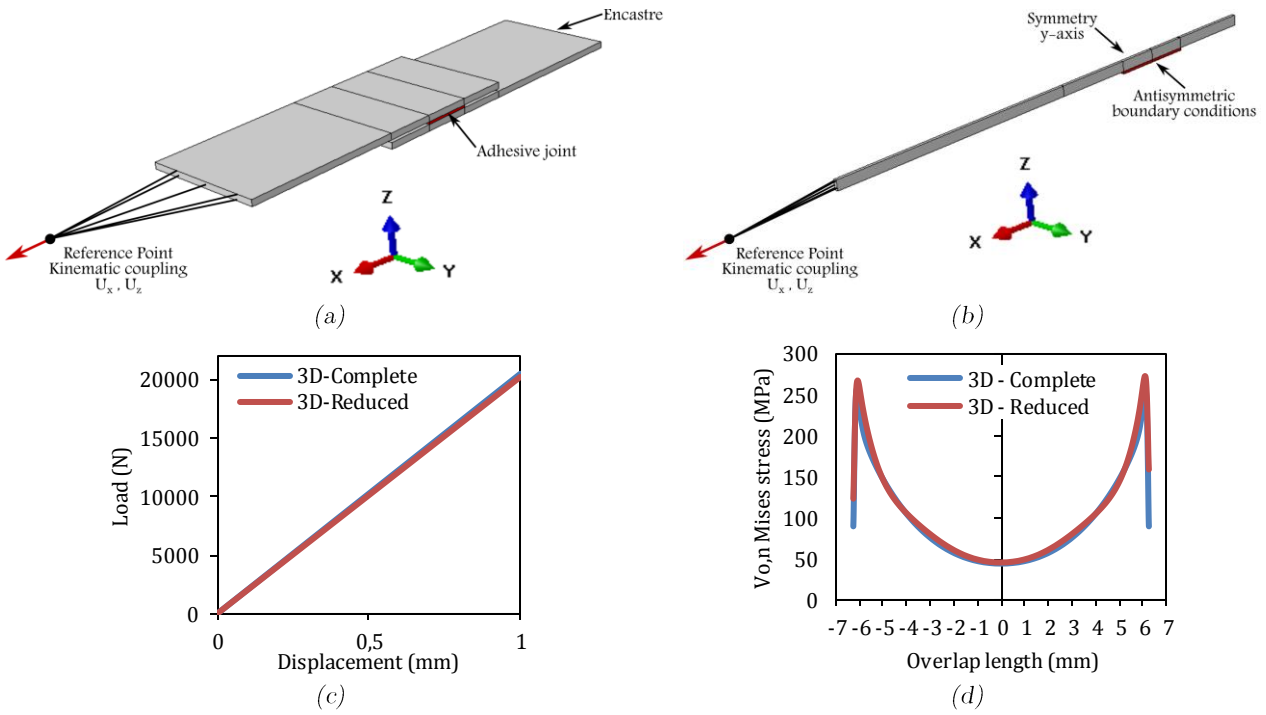 Encastre
Adhesive joint
Z
X
Y
Reference Point
Kinematic coupling
Ux , Uz
(a)
Symmetry
y-axis
Antisymmetric
boundary conditions
Z
X
Y
Reference Point
Kinematic coupling
Ux , Uz
(b)
3D-Complete
3D-Reduced
20000
15000
10000
5000
0
Load (N)
0 0,5 1
Displacement (mm)
(c)
3D - Complete
3D - Reduced
300
250
200
150
100
50
0
Vo,n Mises stress (MPa)
-7 -6 -5 -4 -3 -2 -1 0 1 2 3 4 5 6 7
Overlap length (mm)
(d)